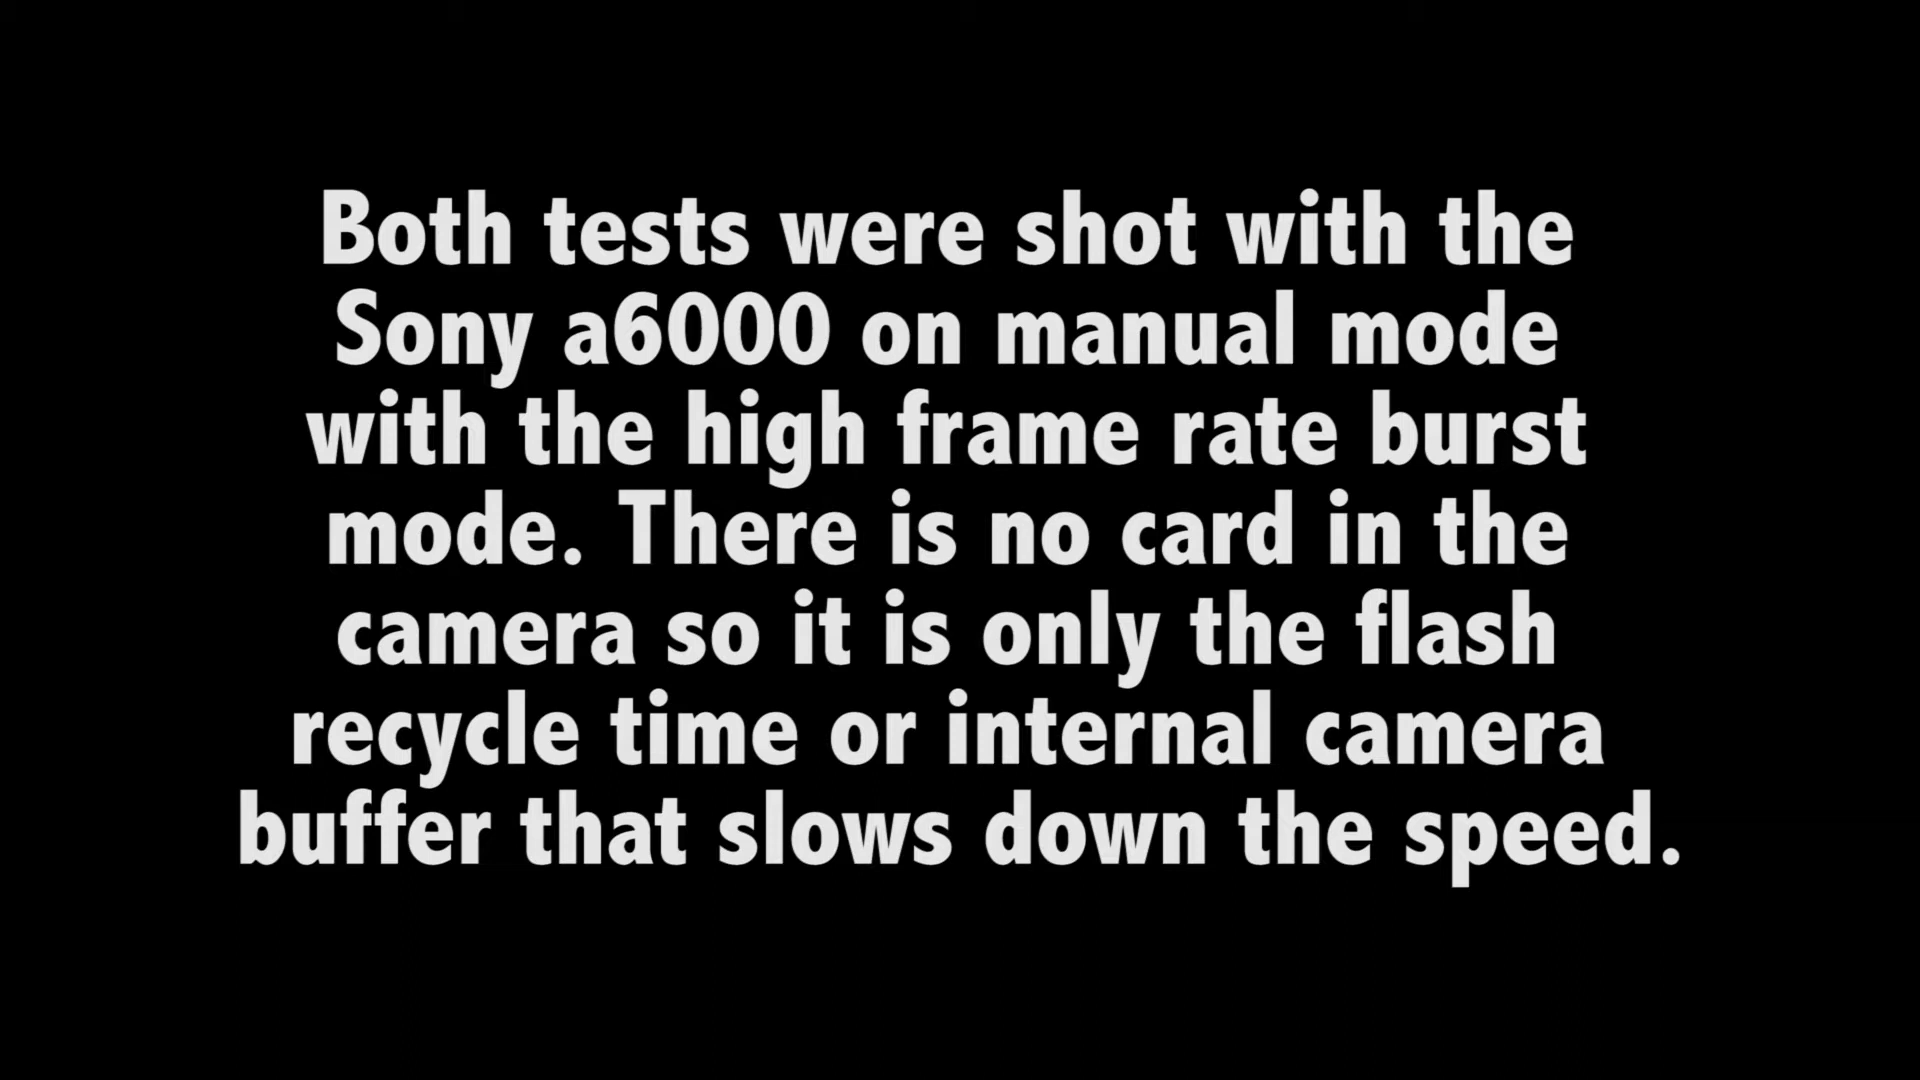 Both tests were shot with the
Sony a6000 on manual mode
with the high frame rate burst
mode. There is no card in the
camera so it is only the flash
recycle time or internal camera
buffer that slows down the speed.